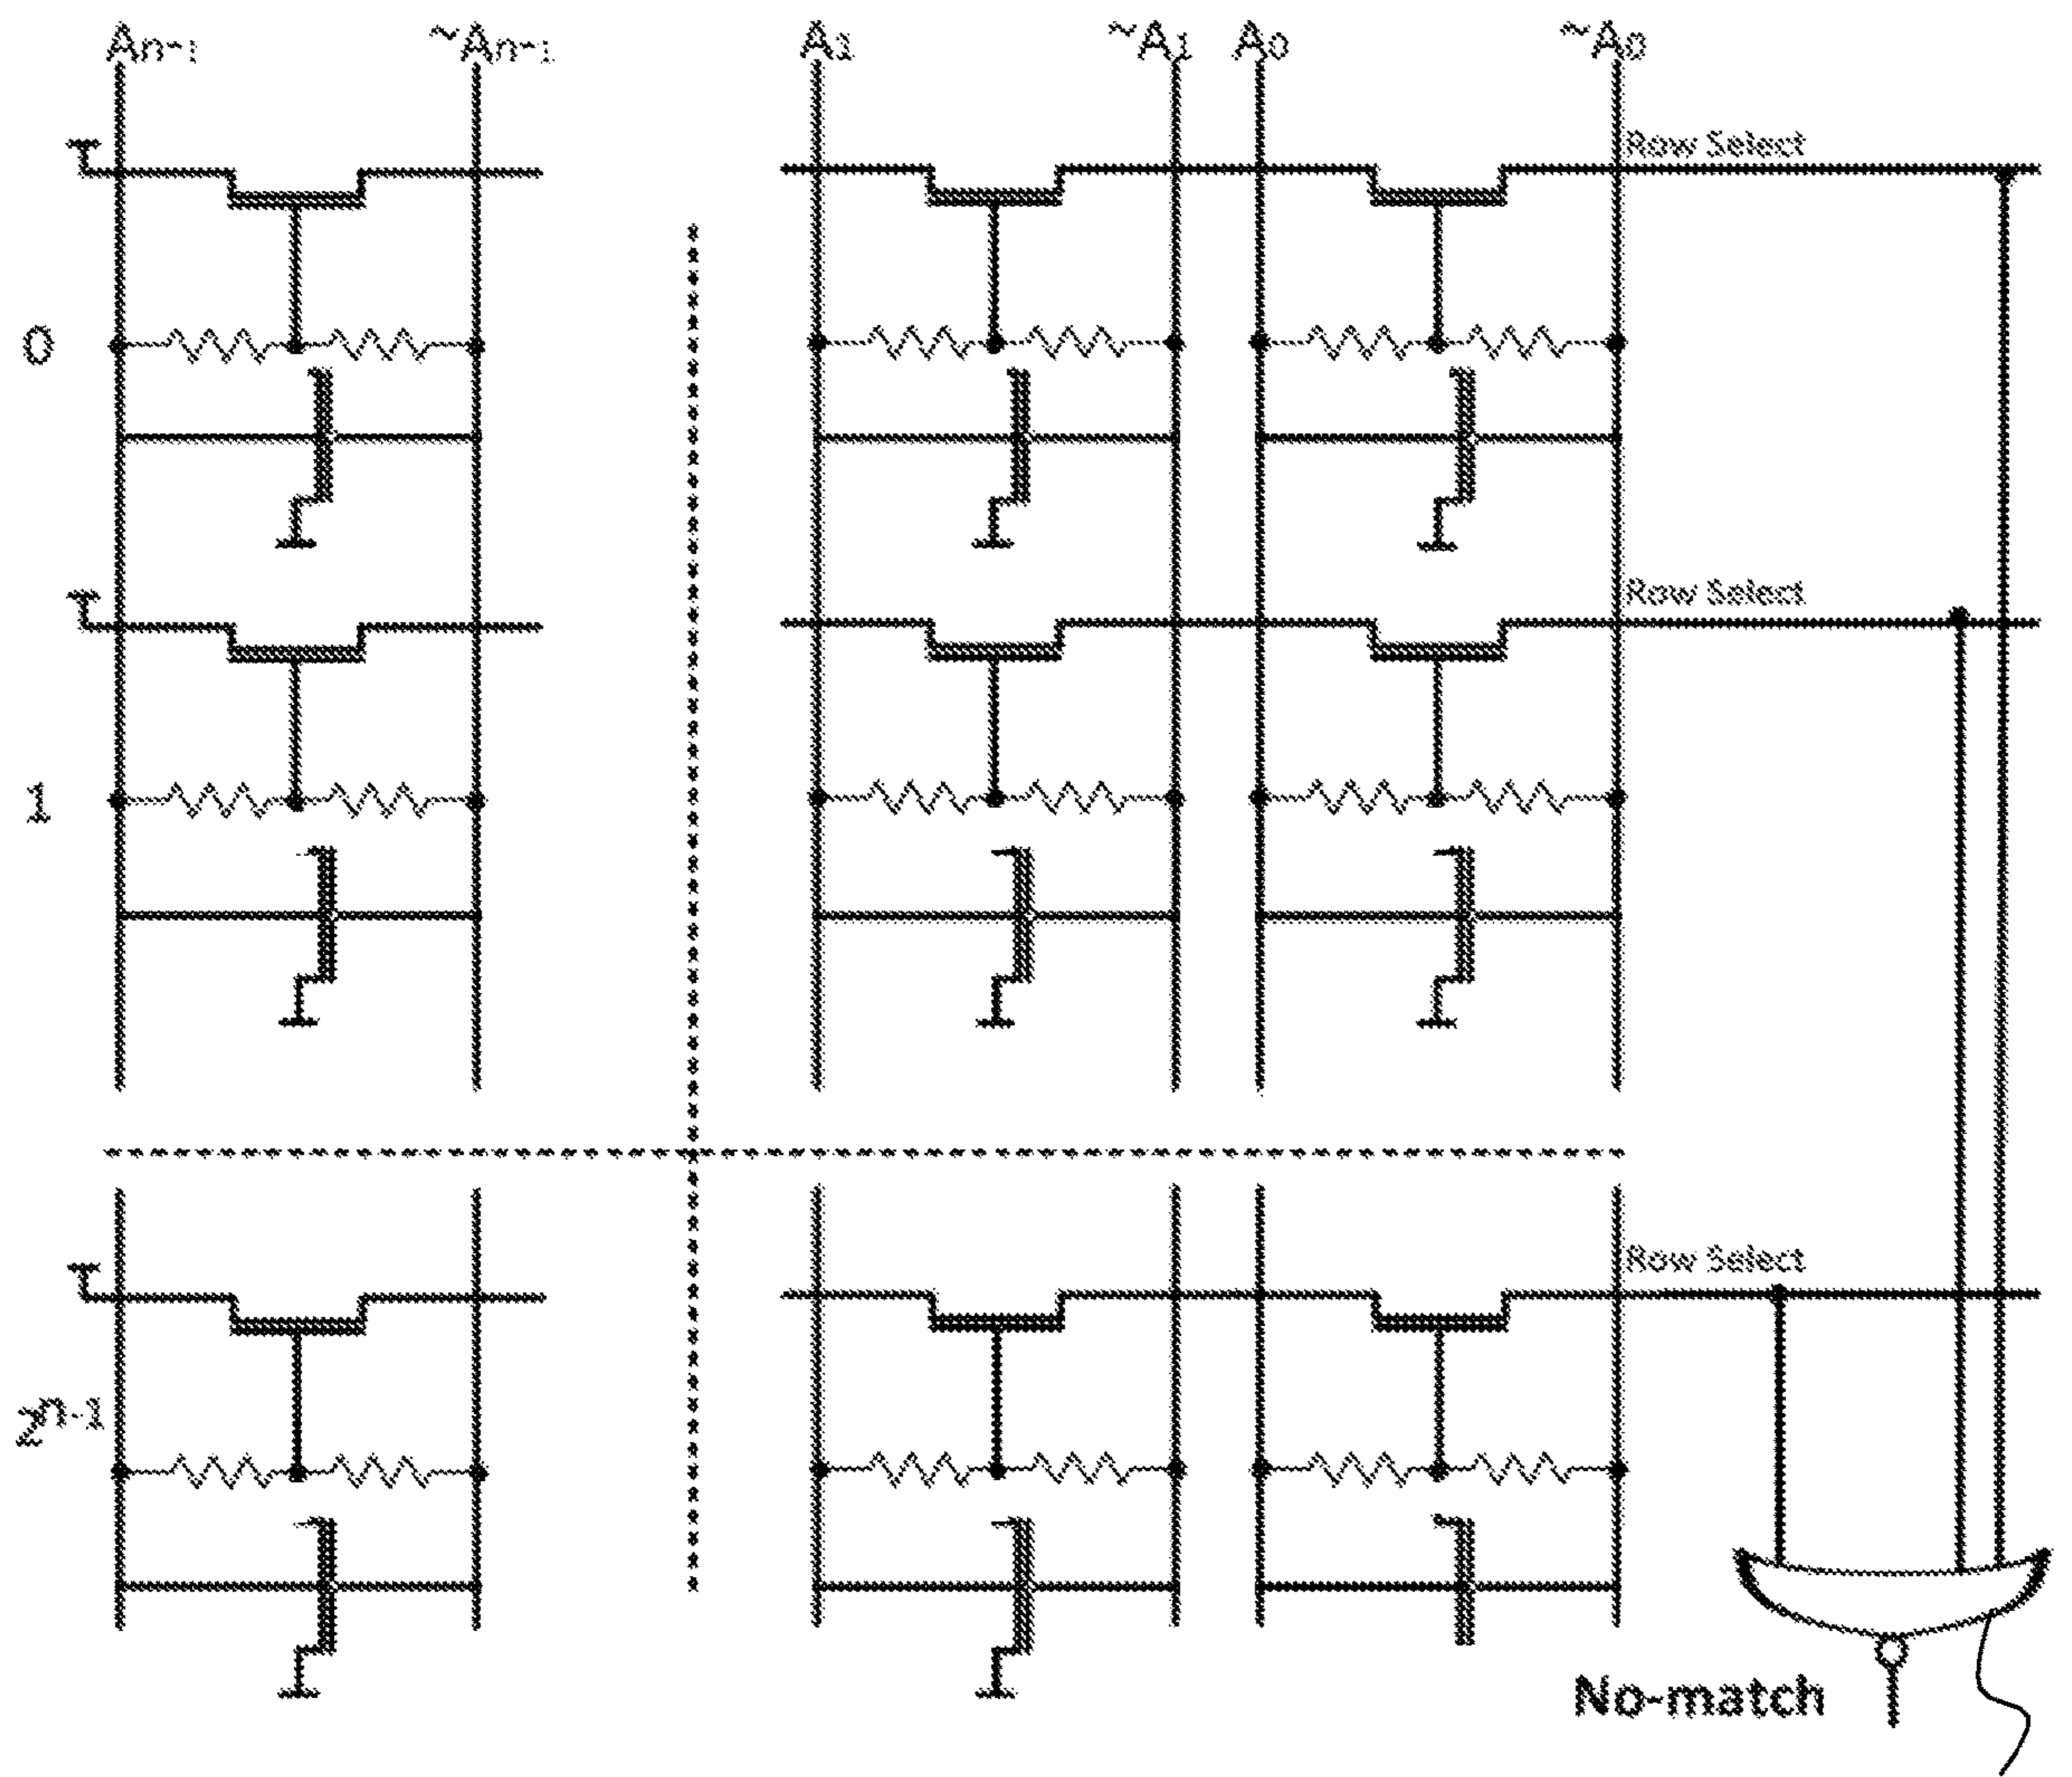 An-1 ~An-1 A1 ~A1 A0 ~A0
Row Select
0
Row Select
1
Row Select
2n-1
No-match